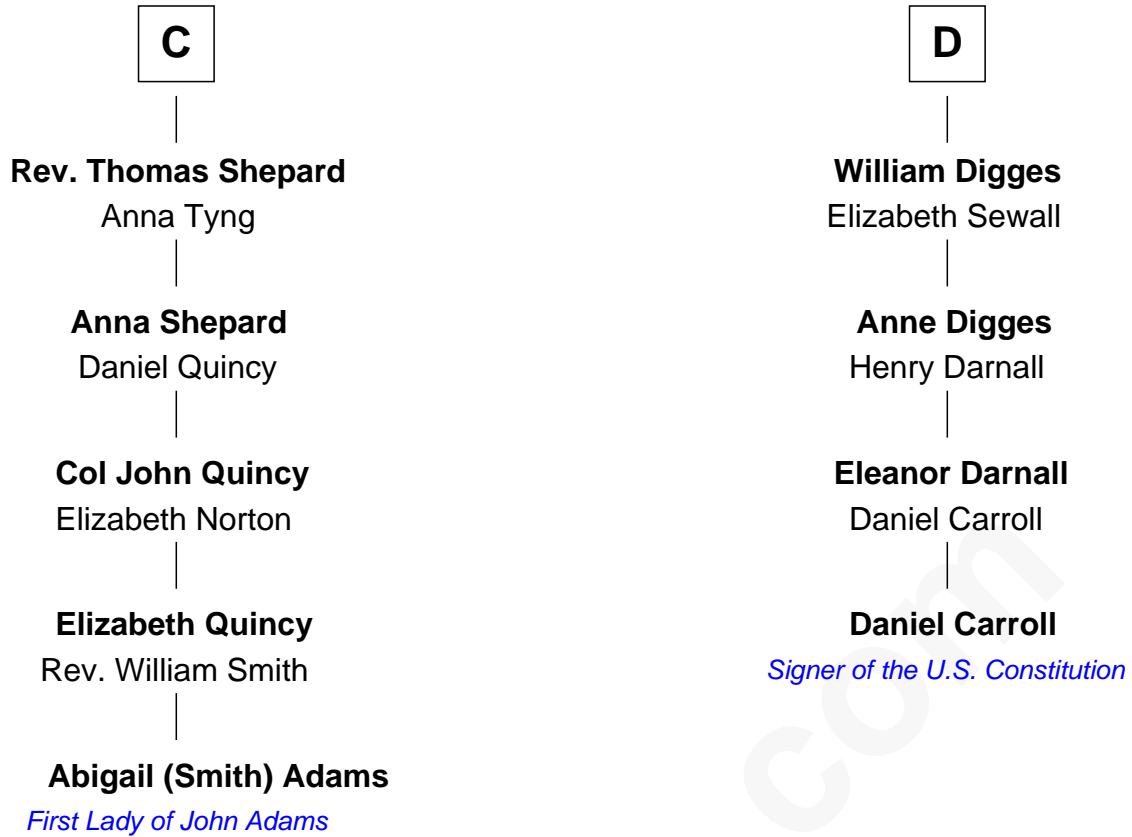 C
Rev. Thomas Shepard
Anna Tyng
Anna Shepard
Daniel Quincy
Col John Quincy
Elizabeth Norton
Elizabeth Quincy
Rev. William Smith
Abigail (Smith) Adams
First Lady of John Adams
D
William Digges
Elizabeth Sewall
Anne Digges
Henry Darnall
Eleanor Darnall
Daniel Carroll
Daniel Carroll
Signer of the U.S. Constitution
com